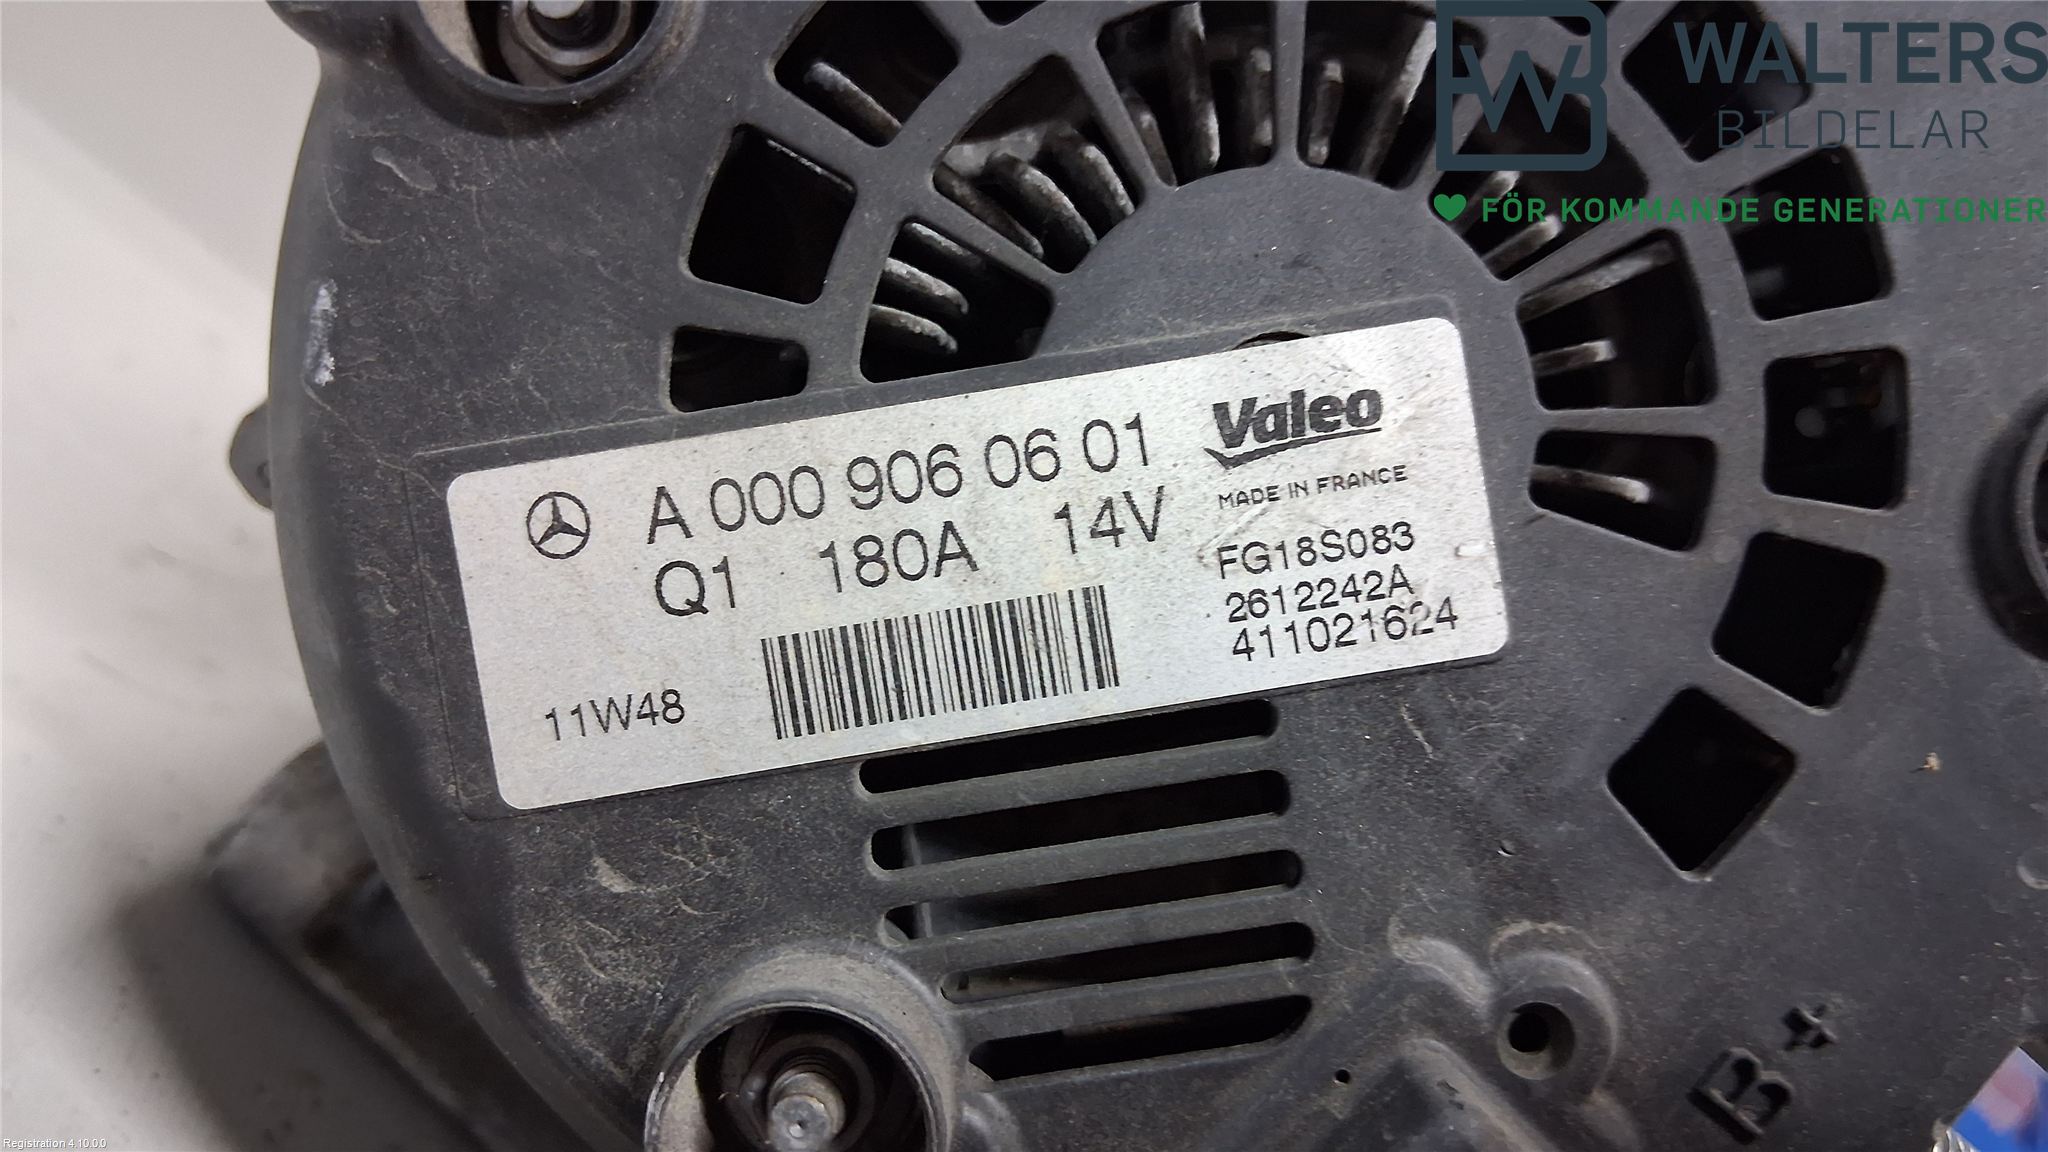 WALTERS
BILDELAR
FÖR KOMMANDE GENERATIONER
A 000 906 06 01
Q1 180A 14V
11W48
Valeo
MADE IN FRANCE
FG18S083
2612242A
411021624
B+
Registration 4.10.0.0